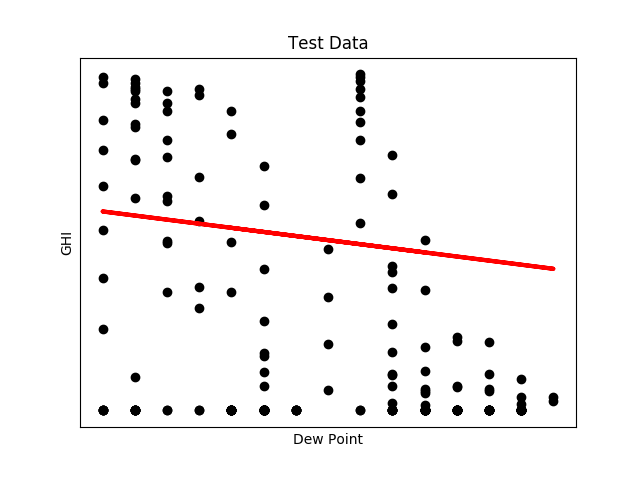 Test Data
GHI
Dew Point